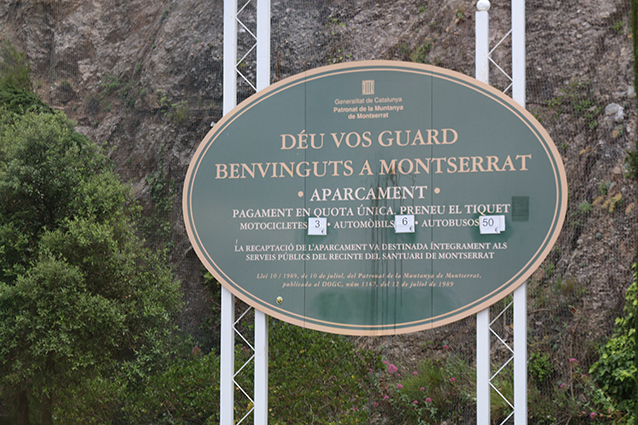 Generalitat de Catalunya
Patronat de la Muntanya
de Montserrat
DÉU VOS GUARD
BENVINGUTS A MONTSERRAT
• APARCAMENT •
PAGAMENT EN QUOTA ÚNICA, PRENEU EL TIQUET
MOTOCICLETES 3 € • AUTOMÒBILS 6 € • AUTOBUSOS 50 €
LA RECAPTACIÓ DE L'APARCAMENT VA DESTINADA ÍNTEGRAMENT ALS
SERVEIS PÚBLICS DEL RECINTE DEL SANTUARI DE MONTSERRAT
Llei 10 / 1989, de 10 de juliol, del Patronat de la Muntanya de Montserrat,
publicada al DOGC, núm 1167, del 12 de juliol de 1989